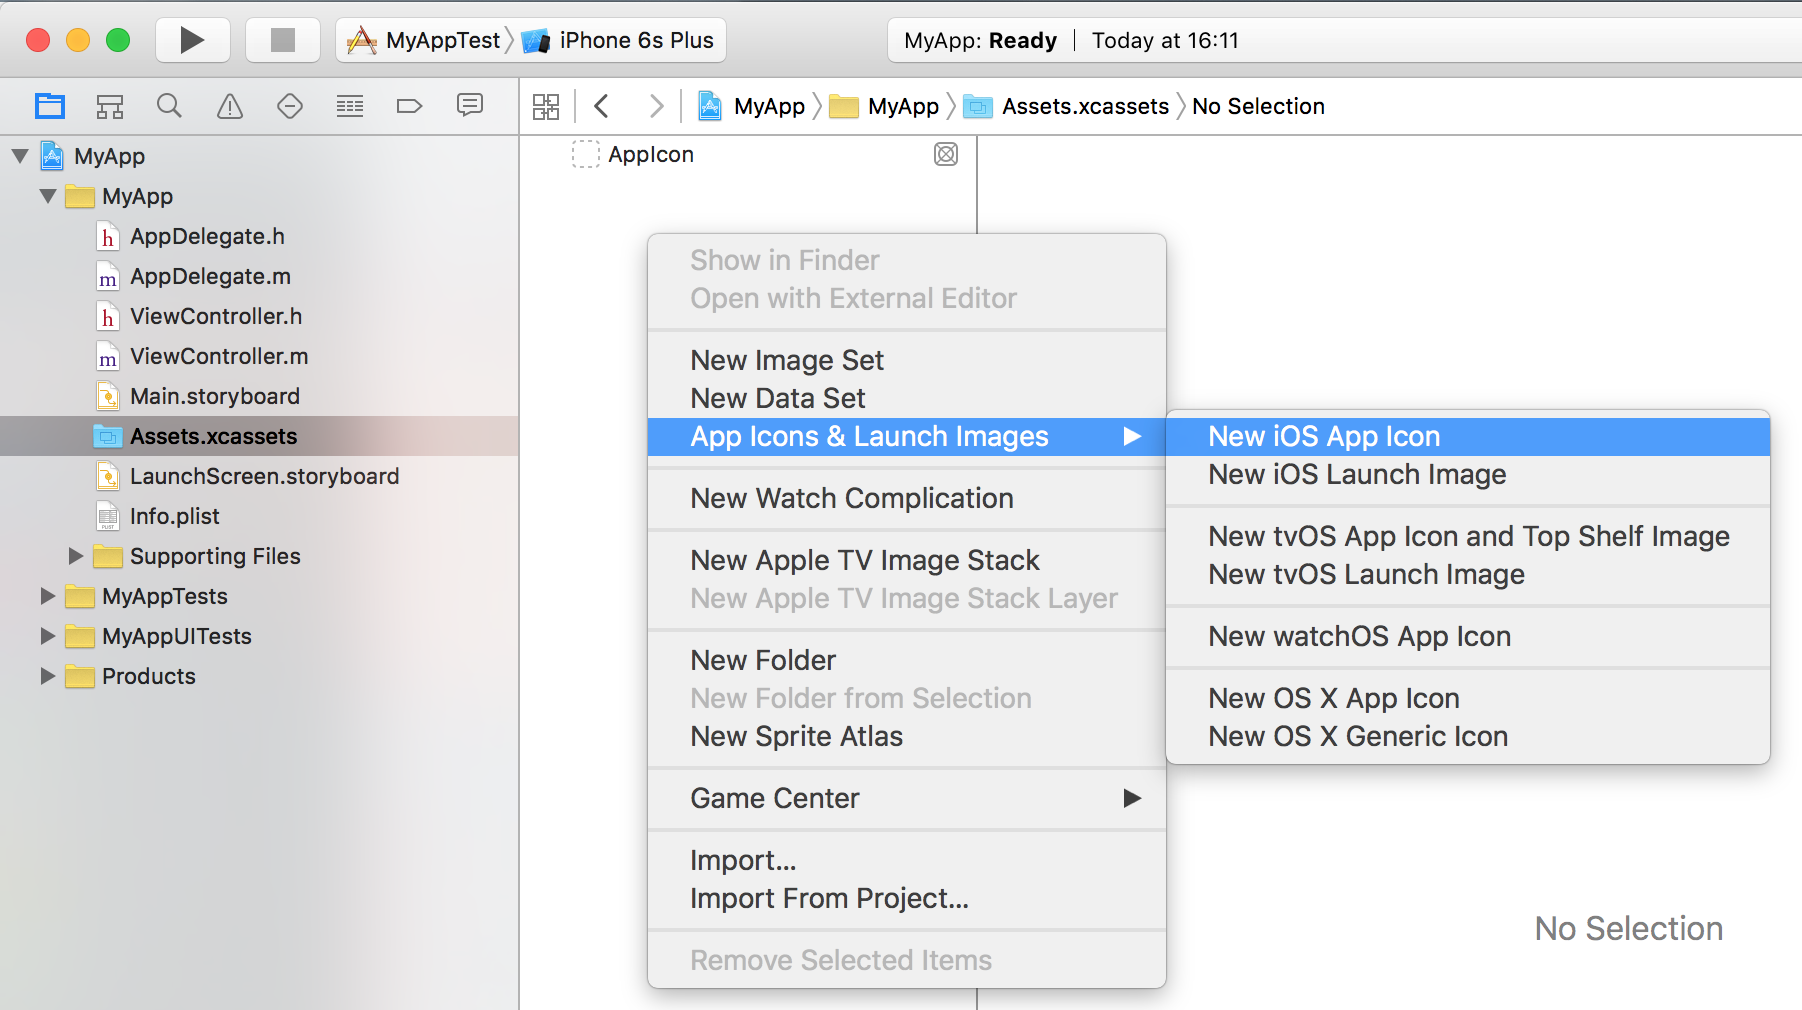 MyAppTest
iPhone 6s Plus
MyApp: Ready
Today at 16:11
MyApp
MyApp
Assets.xcassets
No Selection
MyApp
MyApp
h AppDelegate.h
m AppDelegate.m
h ViewController.h
m ViewController.m
Main.storyboard
Assets.xcassets
LaunchScreen.storyboard
PLIST Info.plist
Supporting Files
MyAppTests
MyAppUITests
Products
AppIcon
Show in Finder
Open with External Editor
New Image Set
New Data Set
App Icons & Launch Images
New Watch Complication
New Apple TV Image Stack
New Apple TV Image Stack Layer
New Folder
New Folder from Selection
New Sprite Atlas
Game Center
Import...
Import From Project...
Remove Selected Items
New iOS App Icon
New iOS Launch Image
New tvOS App Icon and Top Shelf Image
New tvOS Launch Image
New watchOS App Icon
New OS X App Icon
New OS X Generic Icon
No Selection